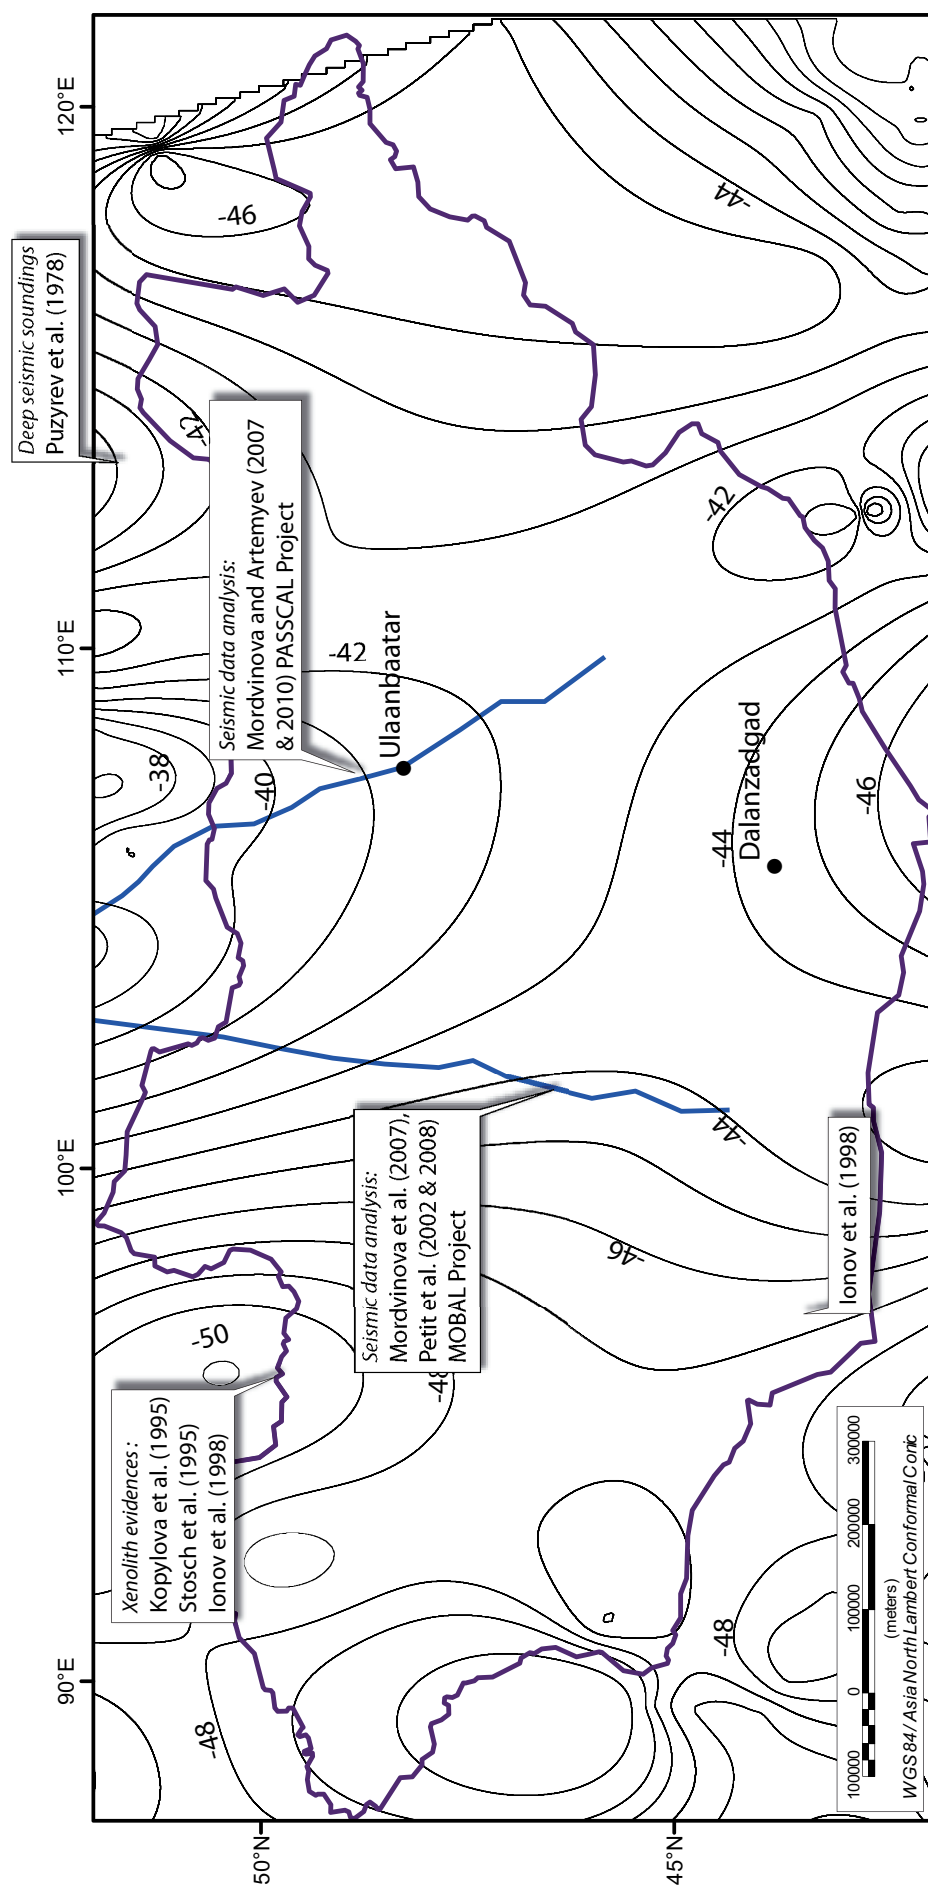 90°E
100°E
110°E
120°E
50°N
45°N
Deep seismic soundings
Puzyrev et al. (1978)
Xenolith evidences :
Kopylova et al. (1995)
Stosch et al. (1995)
Ionov et al. (1998)
Seismic data analysis:
Mordvinova and Artemyev (2007
& 2010) PASSCAL Project
Seismic data analysis:
Mordvinova et al. (2007),
Petit et al. (2002 & 2008)
MOBAL Project
Ionov et al. (1998)
Ulaanbaatar
Dalanzadgad
-48
-50
-38
-40
-42
-42
-46
-48
-46
-44
-44
-42
-44
-48
-46
100000 0 100000 200000 300000
(meters)
WGS 84 / Asia North Lambert Conformal Conic